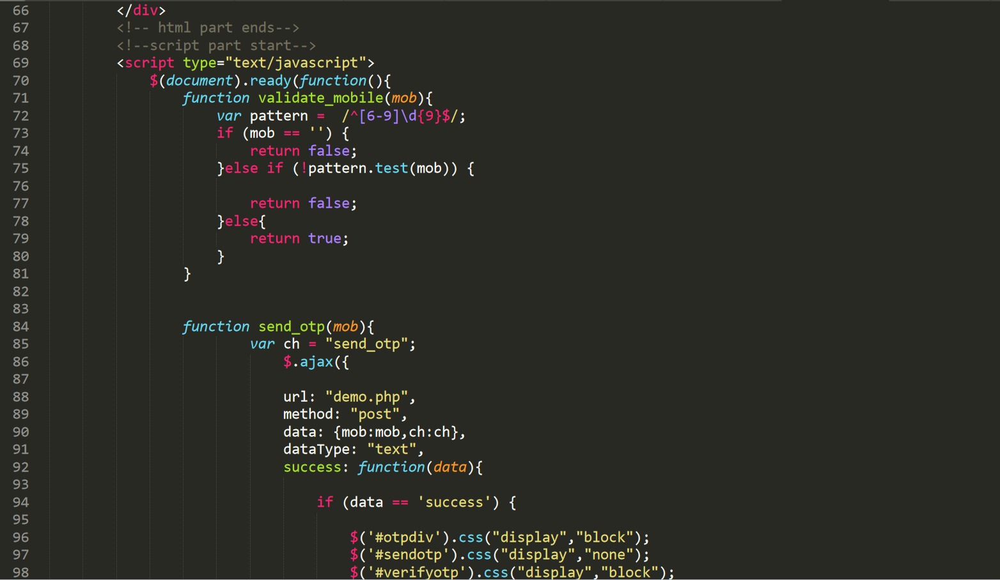 66 </div>
67 <!-- html part ends-->
68 <!--script part start-->
69 <script type="text/javascript">
70 $(document).ready(function(){
71 function validate_mobile(mob){
72 var pattern =  /^[6-9]\d{9}$/;
73 if (mob == '') {
74 return false;
75 }else if (!pattern.test(mob)) {
76
77 return false;
78 }else{
79 return true;
80 }
81 }
82
83
84 function send_otp(mob){
85 var ch = "send_otp";
86 $.ajax({
87
88 url: "demo.php",
89 method: "post",
90 data: {mob:mob,ch:ch},
91 dataType: "text",
92 success: function(data){
93
94 if (data == 'success') {
95
96 $('#otpdiv').css("display","block");
97 $('#sendotp').css("display","none");
98 $('#verifyotp').css("display","block");